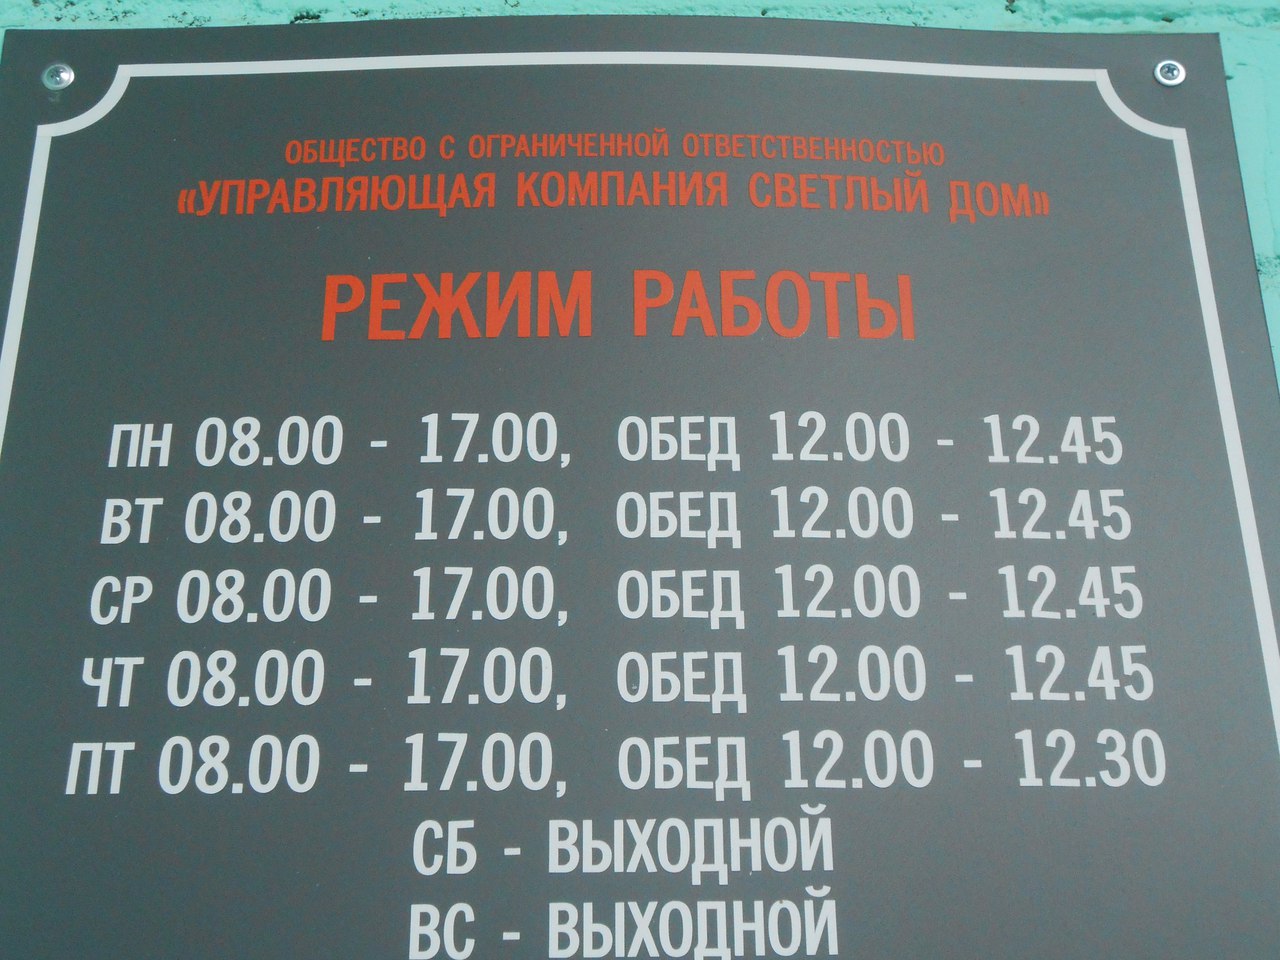 ОБЩЕСТВО С ОГРАНИЧЕННОЙ ОТВЕТСТВЕННОСТЬЮ
«УПРАВЛЯЮЩАЯ КОМПАНИЯ СВЕТЛЫЙ ДОМ»
РЕЖИМ РАБОТЫ
ПН 08.00 - 17.00, ОБЕД 12.00 - 12.45
ВТ 08.00 - 17.00, ОБЕД 12.00 - 12.45
СР 08.00 - 17.00, ОБЕД 12.00 - 12.45
ЧТ 08.00 - 17.00, ОБЕД 12.00 - 12.45
ПТ 08.00 - 17.00, ОБЕД 12.00 - 12.30
СБ - ВЫХОДНОЙ
ВС - ВЫХОДНОЙ